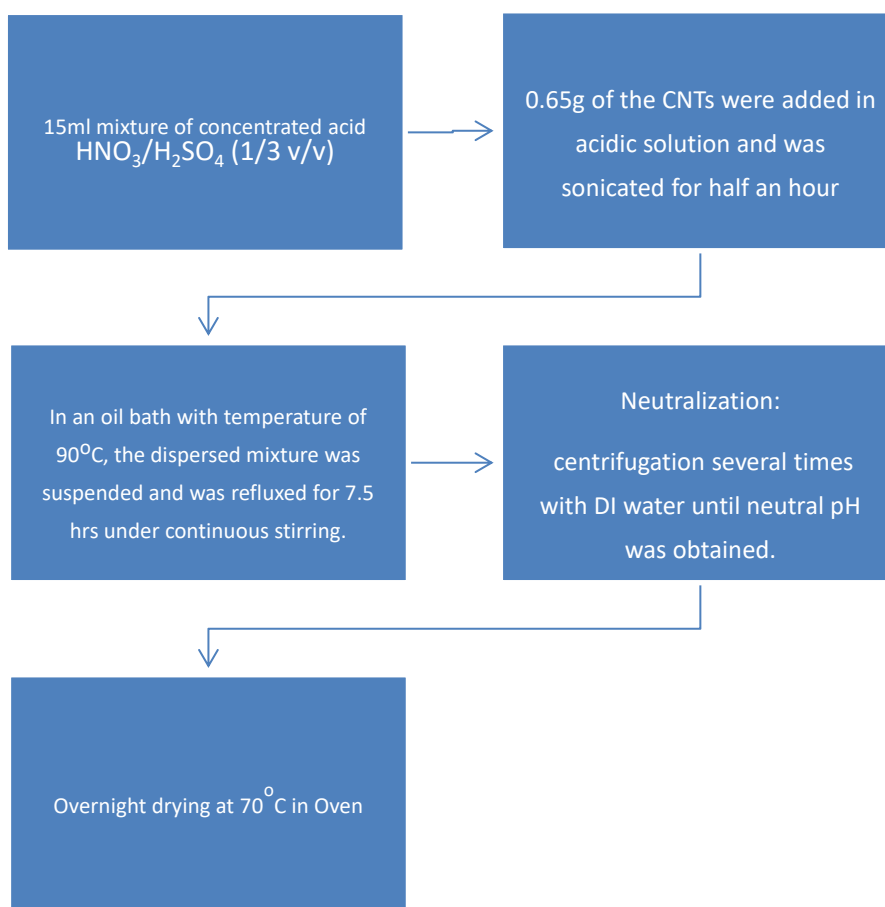 15ml mixture of concentrated acid
HNO₃/H₂SO₄ (1/3 v/v)
0.65g of the CNTs were added in
acidic solution and was
sonicated for half an hour
In an oil bath with temperature of
90⁰C, the dispersed mixture was
suspended and was refluxed for 7.5
hrs under continuous stirring.
Neutralization:
centrifugation several times
with DI water until neutral pH
was obtained.
Overnight drying at 70°C in Oven